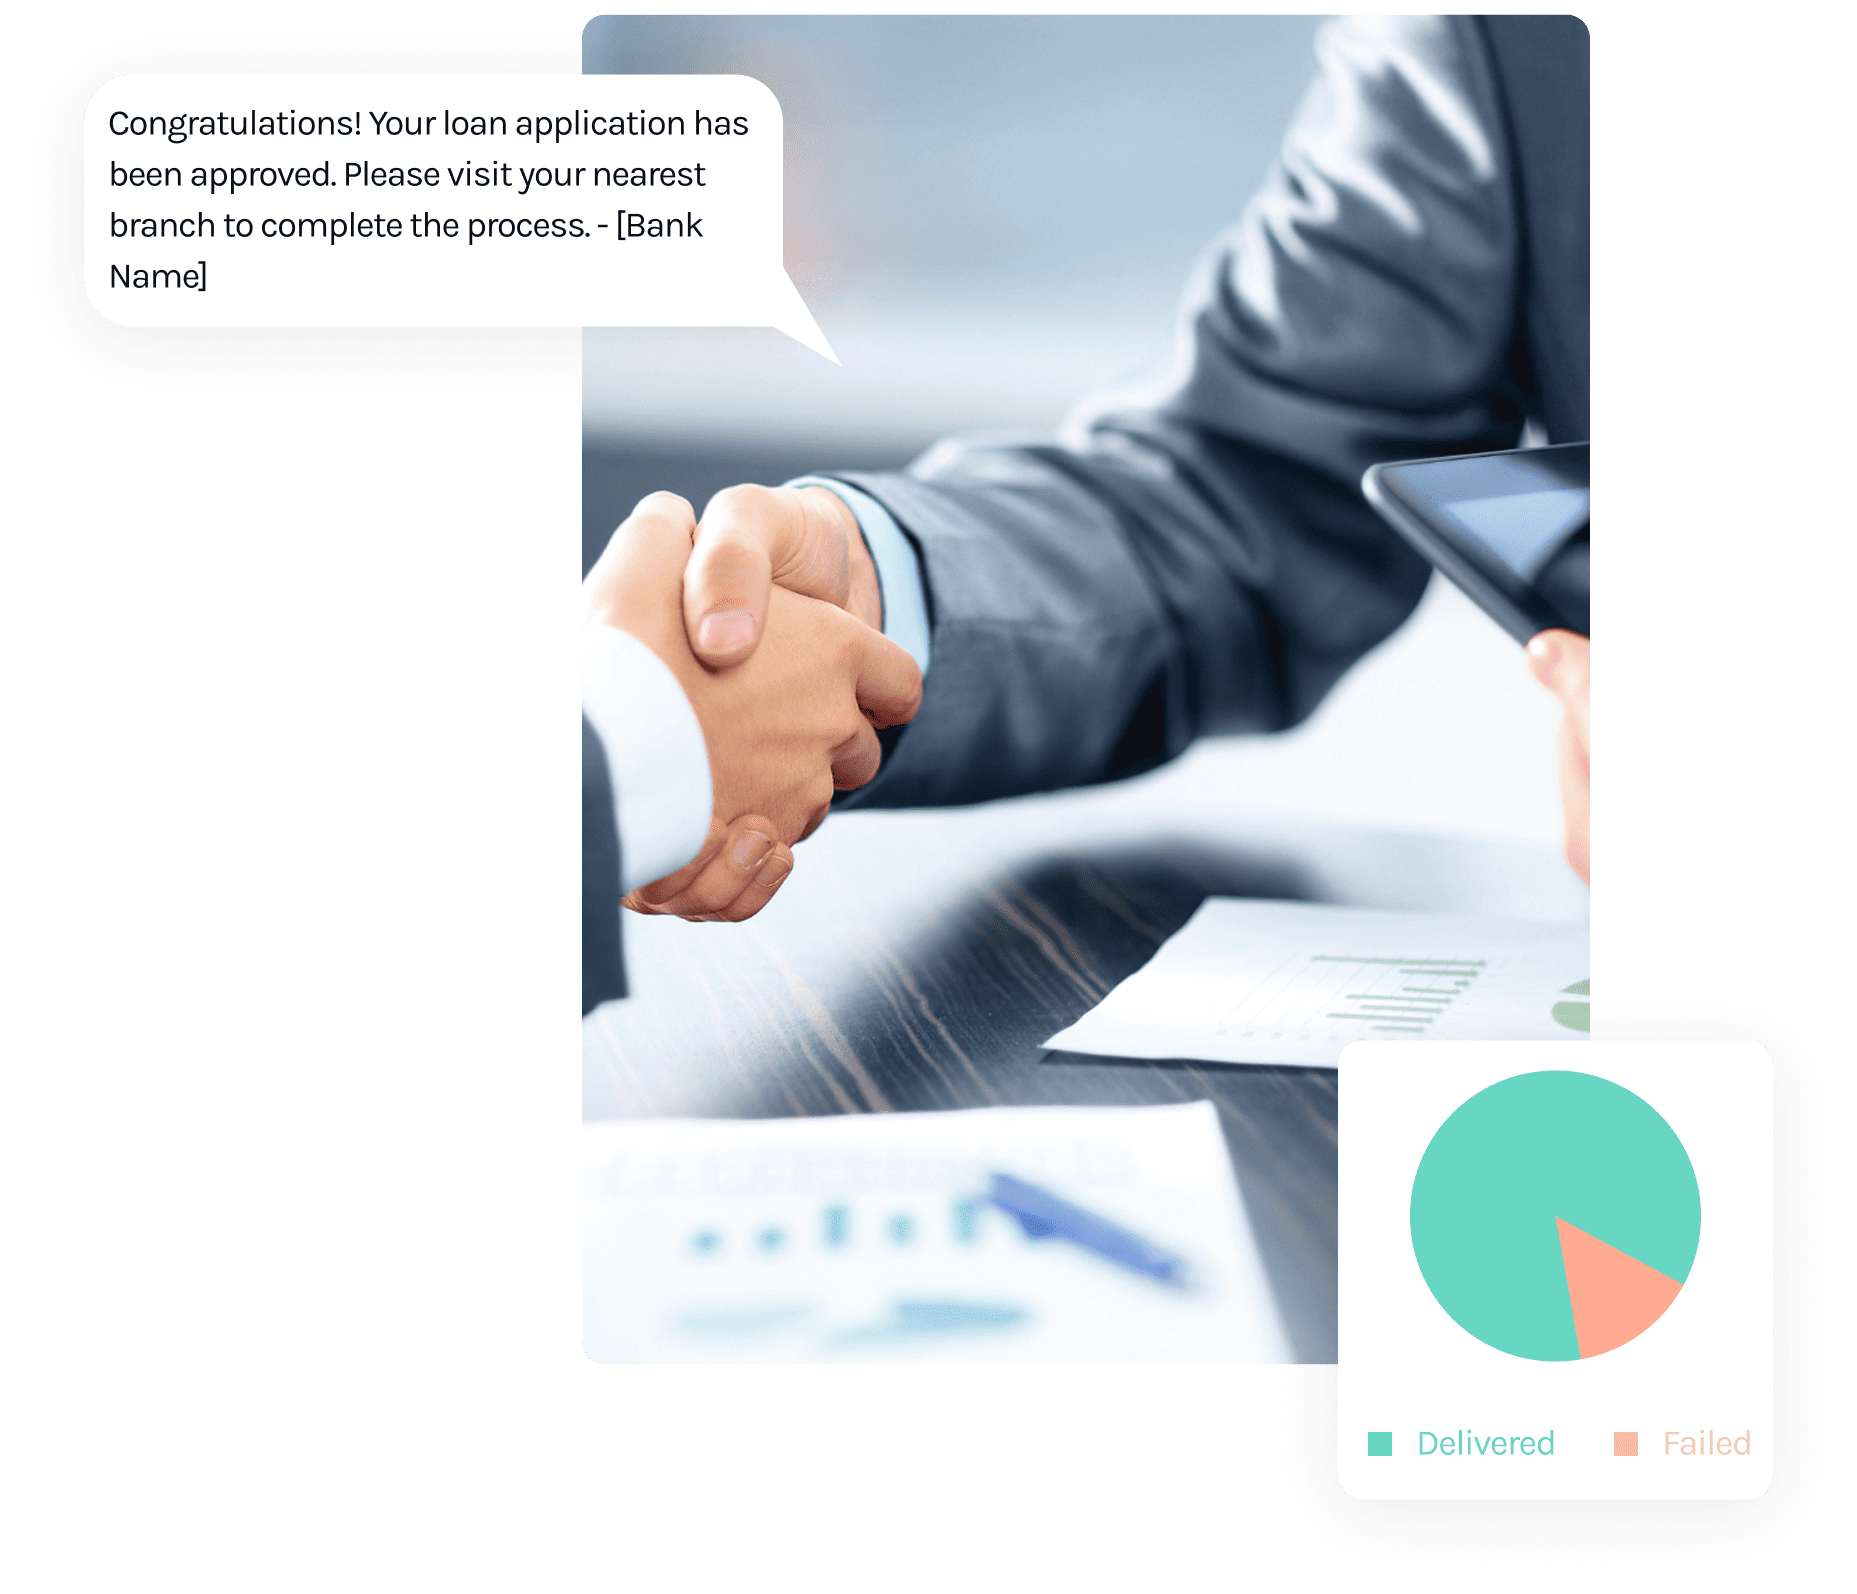 Congratulations! Your loan application has
been approved. Please visit your nearest
branch to complete the process. - [Bank
Name]
Delivered
Failed